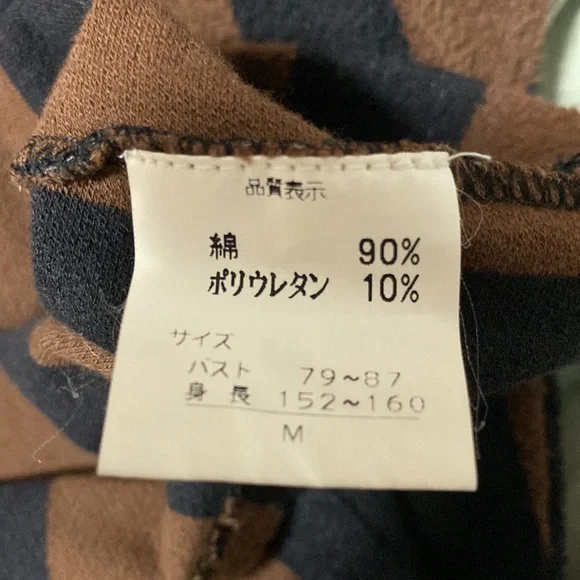 品質表示
綿 90%
ポリウレタン 10%
サイズ
バスト 79~87
身長 152~160
M